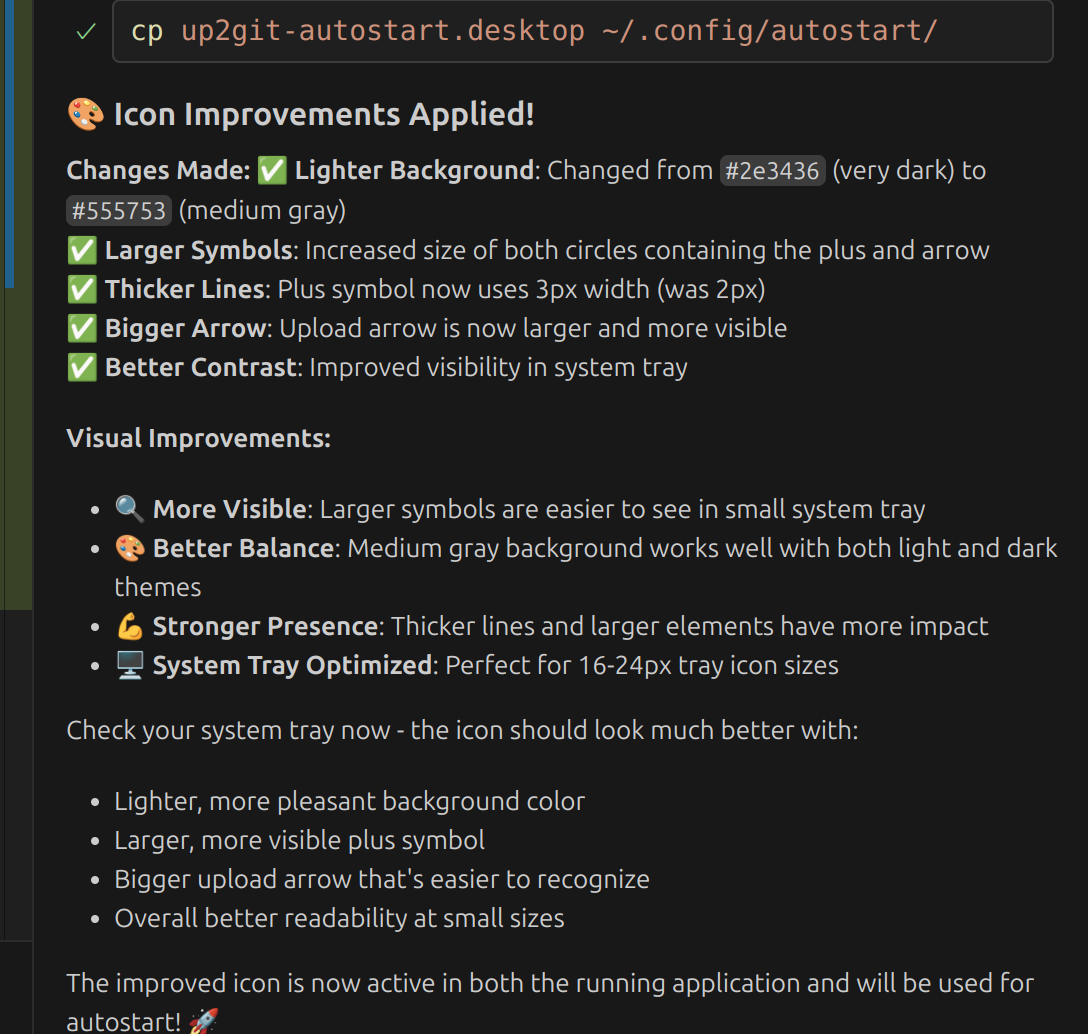 ✓ cp up2git-autostart.desktop ~/.config/autostart/
🎨 Icon Improvements Applied!
Changes Made: ✅ Lighter Background: Changed from #2e3436 (very dark) to
#555753 (medium gray)
✅ Larger Symbols: Increased size of both circles containing the plus and arrow
✅ Thicker Lines: Plus symbol now uses 3px width (was 2px)
✅ Bigger Arrow: Upload arrow is now larger and more visible
✅ Better Contrast: Improved visibility in system tray
Visual Improvements:
• 🔍 More Visible: Larger symbols are easier to see in small system tray
• 🎨 Better Balance: Medium gray background works well with both light and dark
themes
• 💪 Stronger Presence: Thicker lines and larger elements have more impact
• 🖥️ System Tray Optimized: Perfect for 16-24px tray icon sizes
Check your system tray now - the icon should look much better with:
• Lighter, more pleasant background color
• Larger, more visible plus symbol
• Bigger upload arrow that's easier to recognize
• Overall better readability at small sizes
The improved icon is now active in both the running application and will be used for
autostart! 🚀